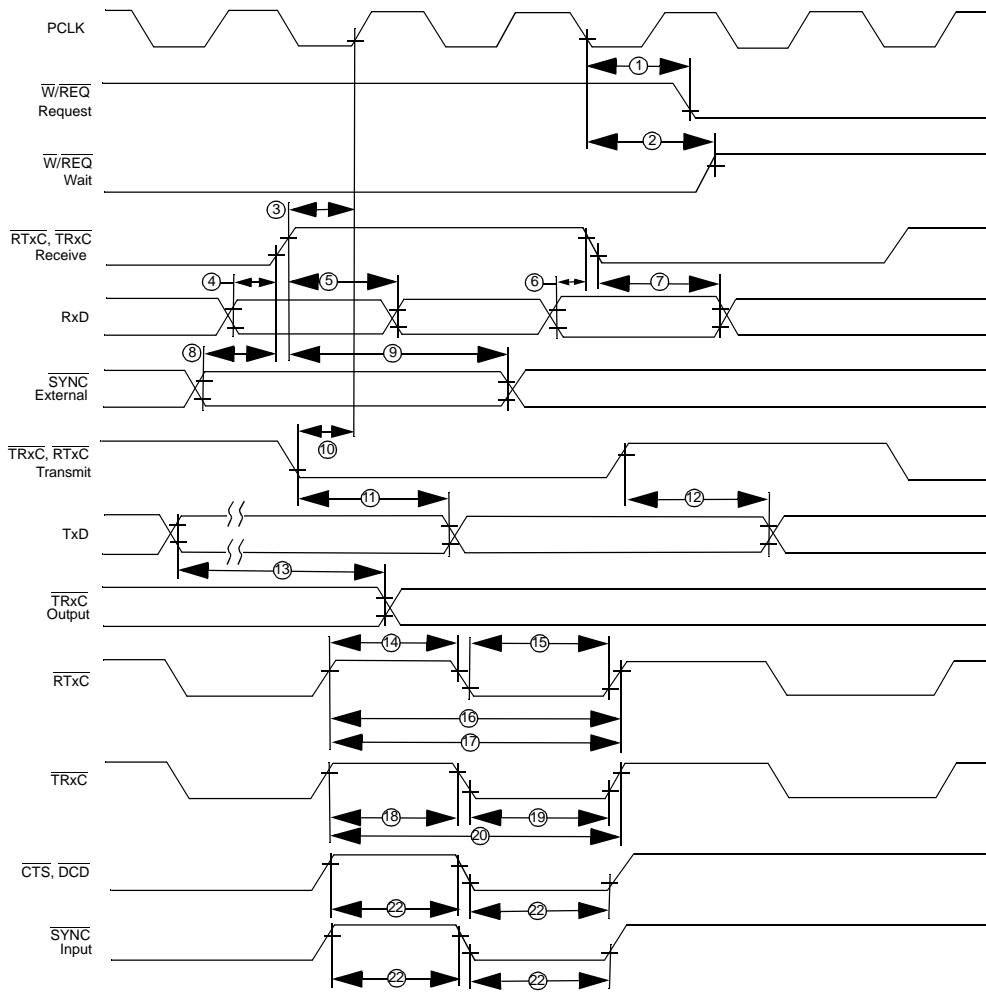 PCLK
1
W/REQ
Request
2
W/REQ
Wait
3
RTxC, TRxC
Receive
4
5
6
7
RxD
8
9
SYNC
External
TRxC, RTxC
Transmit
10
11
12
TxD
13
TRxC
Output
14
15
RTxC
16
17
TRxC
18
19
20
CTS, DCD
22
22
SYNC
Input
22
22